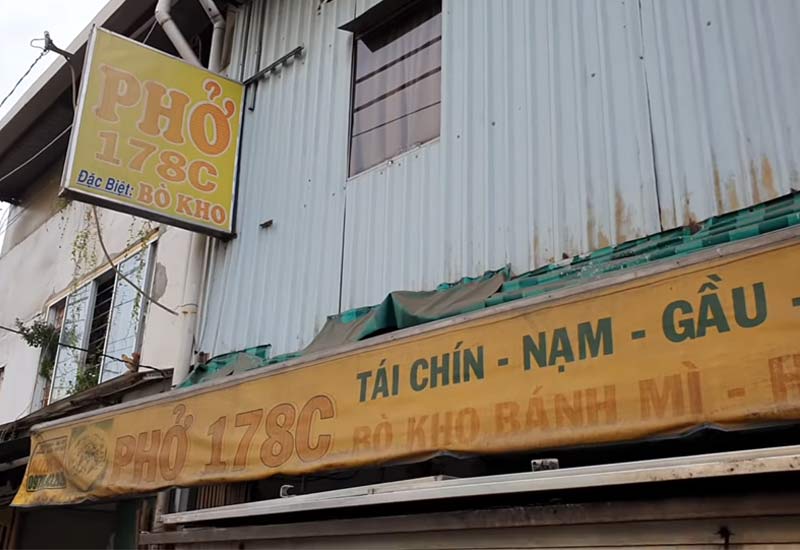 PHỞ
178C
Đặc Biệt: BÒ KHO
PHỞ 178C
TÁI CHÍN - NẠM - GẦU -
BÒ KHO BÁNH MÌ -